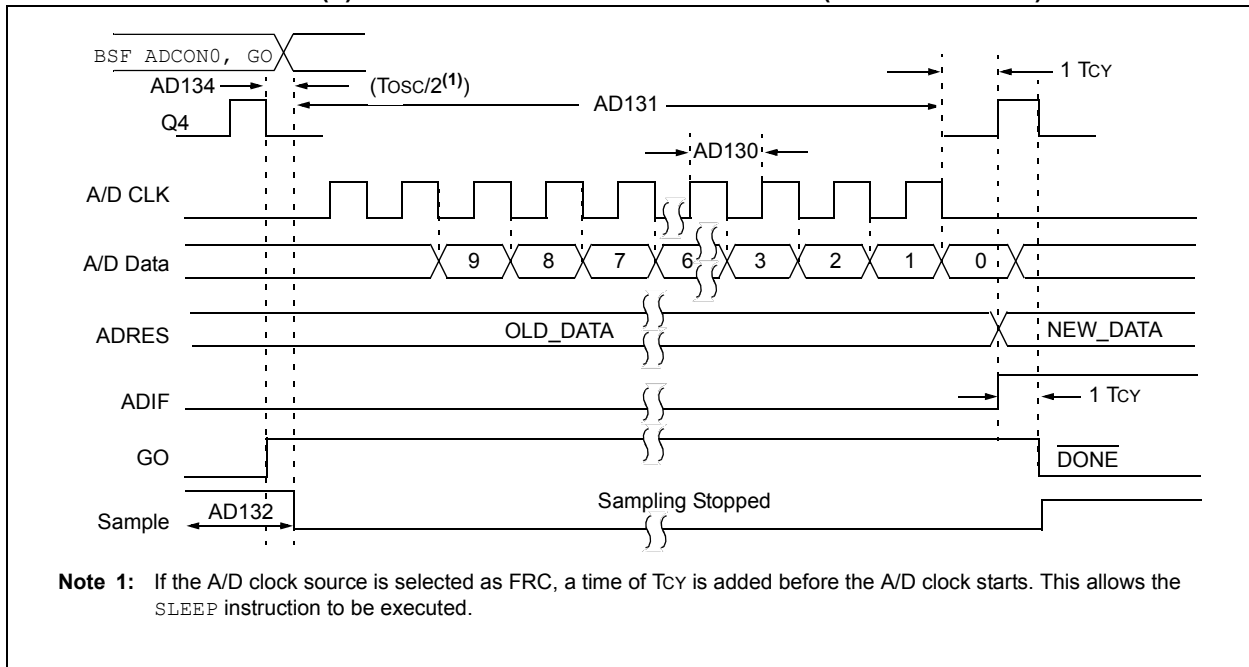 BSF ADCON0, GO
1 TCY
AD134
(TOSC/2(1))
AD131
Q4
AD130
A/D CLK
A/D Data
9 8 7 6 3 2 1 0
ADRES
OLD_DATA
NEW_DATA
ADIF
1 TCY
GO
DONE
Sampling Stopped
AD132
Sample
Note 1: If the A/D clock source is selected as FRC, a time of TCY is added before the A/D clock starts. This allows the
SLEEP instruction to be executed.